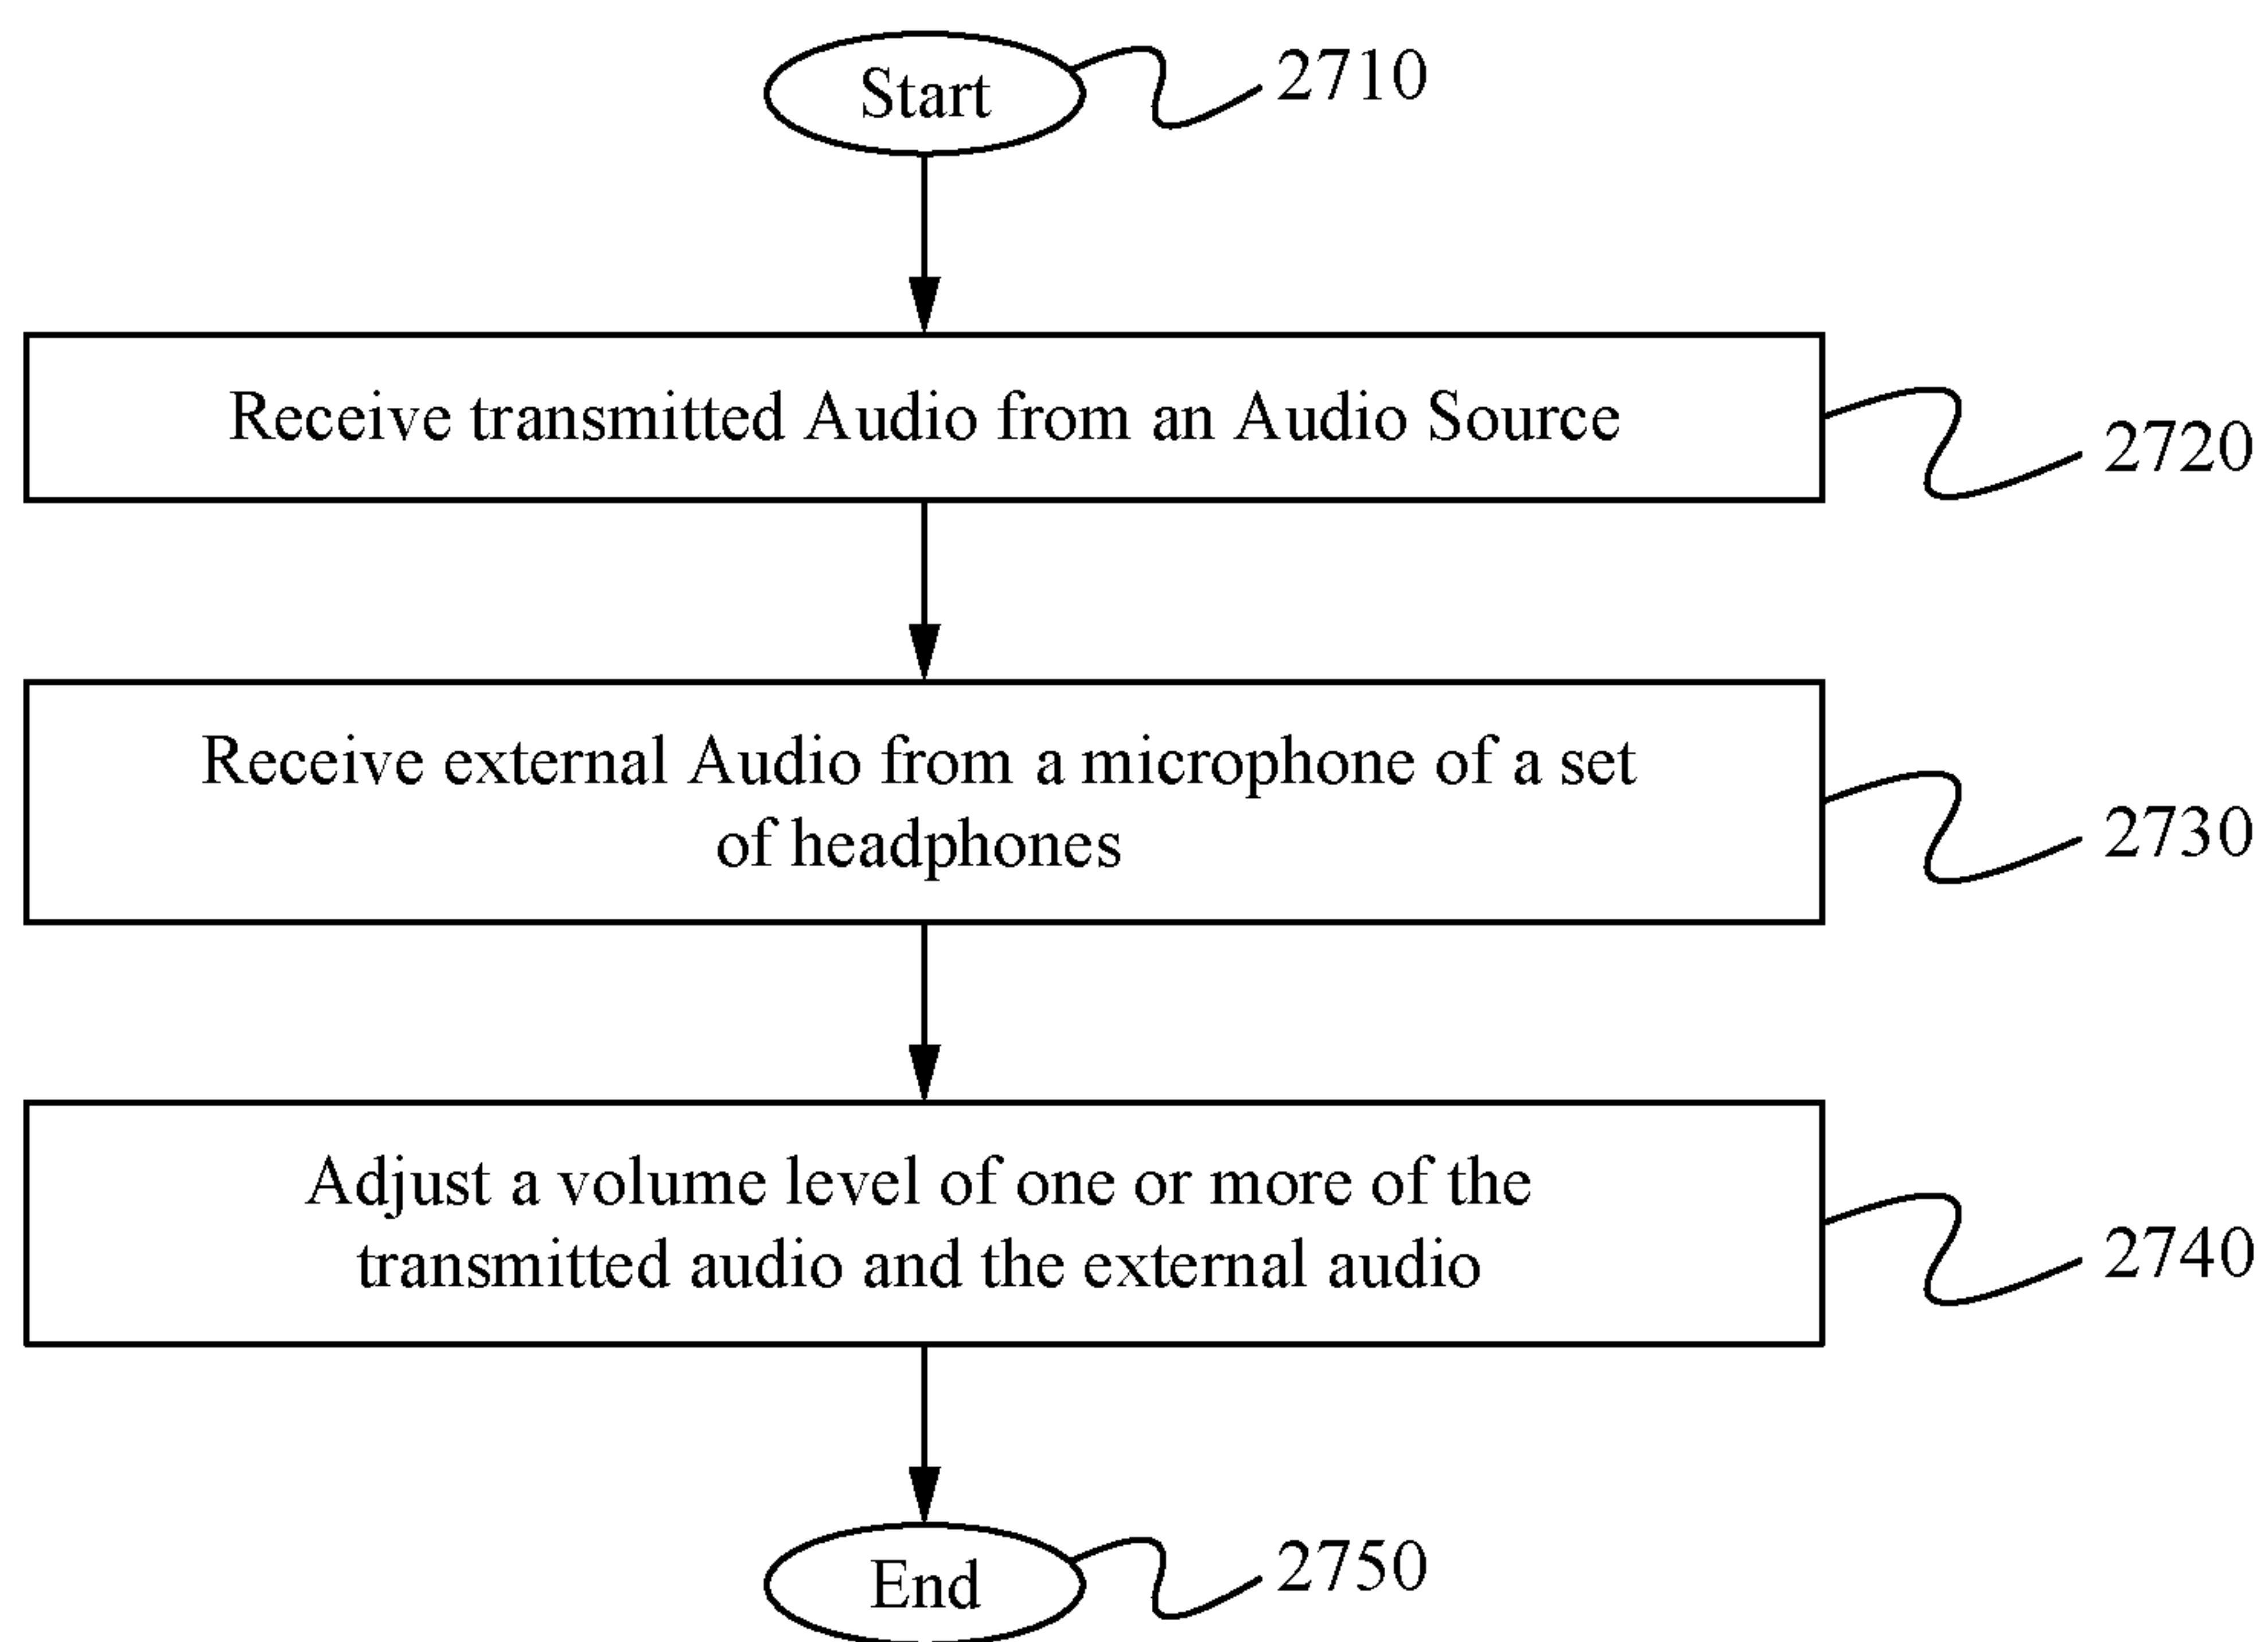 Start
2710
Receive transmitted Audio from an Audio Source
2720
Receive external Audio from a microphone of a set
of headphones
2730
Adjust a volume level of one or more of the
transmitted audio and the external audio
2740
End
2750